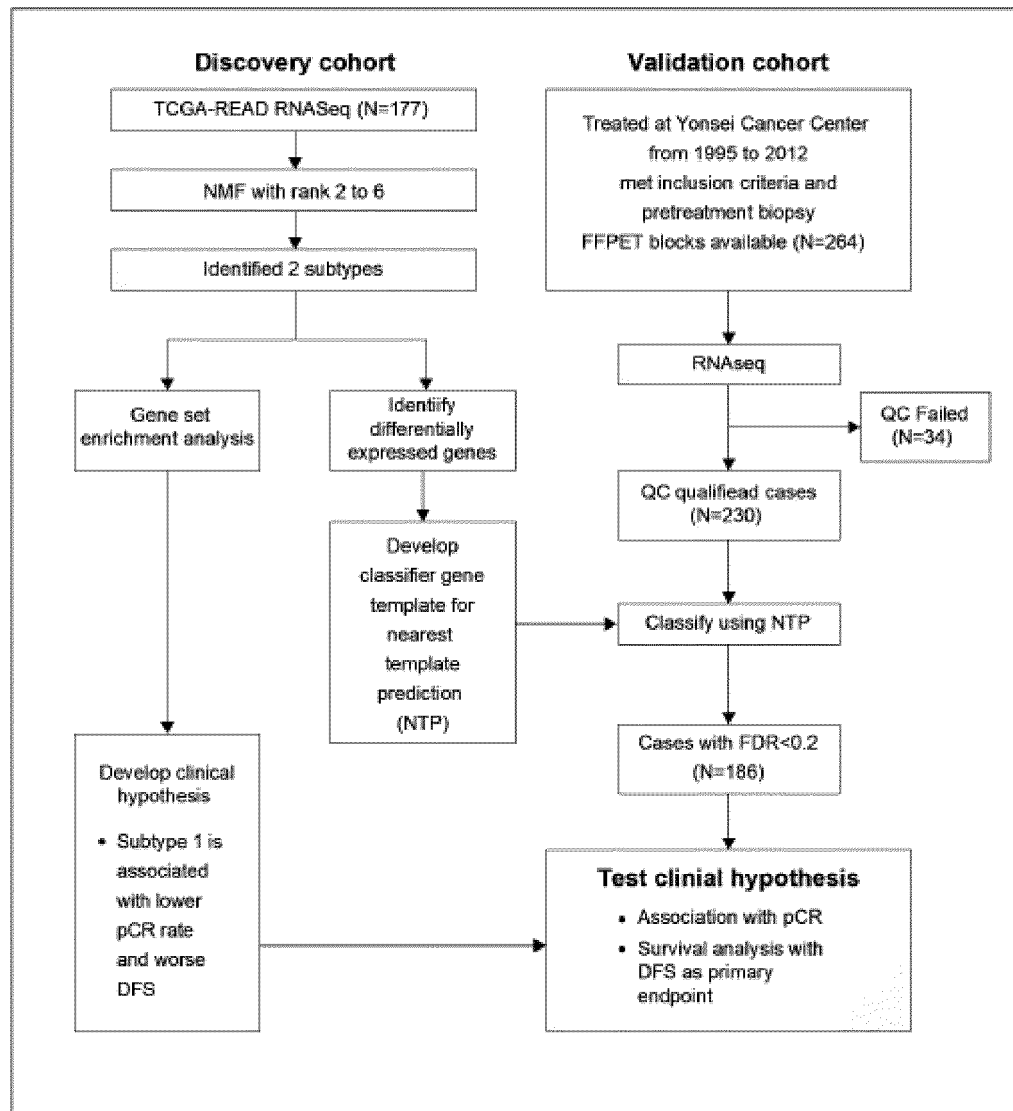 Discovery cohort
TCGA-READ RNASeq (N=177)
NMF with rank 2 to 6
Identified 2 subtypes
Gene set
enrichment analysis
Identiify
differentially
expressed genes
Develop
classifier gene
template for
nearest
template
prediction
(NTP)
Develop clinical
hypothesis
• Subtype 1 is
associated
with lower
pCR rate
and worse
DFS
Validation cohort
Treated at Yonsei Cancer Center
from 1995 to 2012
met inclusion criteria and
pretreatment biopsy
FFPET blocks available (N=264)
RNAseq
QC Failed
(N=34)
QC qualifiead cases
(N=230)
Classify using NTP
Cases with FDR<0.2
(N=186)
Test clinial hypothesis
• Association with pCR
• Survival analysis with
DFS as primary
endpoint